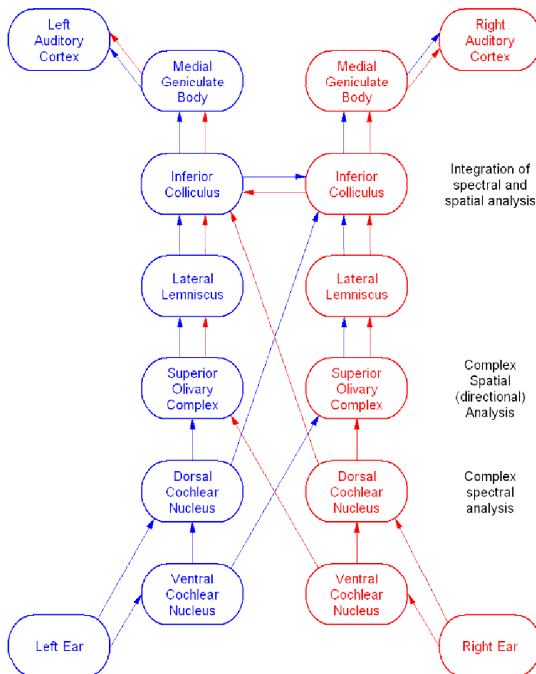 Left
Auditory
Cortex
Right
Auditory
Cortex
Medial
Geniculate
Body
Medial
Geniculate
Body
Inferior
Colliculus
Inferior
Colliculus
Integration of
spectral and
spatial analysis
Lateral
Lemniscus
Lateral
Lemniscus
Superior
Olivary
Complex
Superior
Olivary
Complex
Complex
Spatial
(directional)
Analysis
Dorsal
Cochlear
Nucleus
Dorsal
Cochlear
Nucleus
Complex
spectral
analysis
Ventral
Cochlear
Nucleus
Ventral
Cochlear
Nucleus
Left Ear
Right Ear